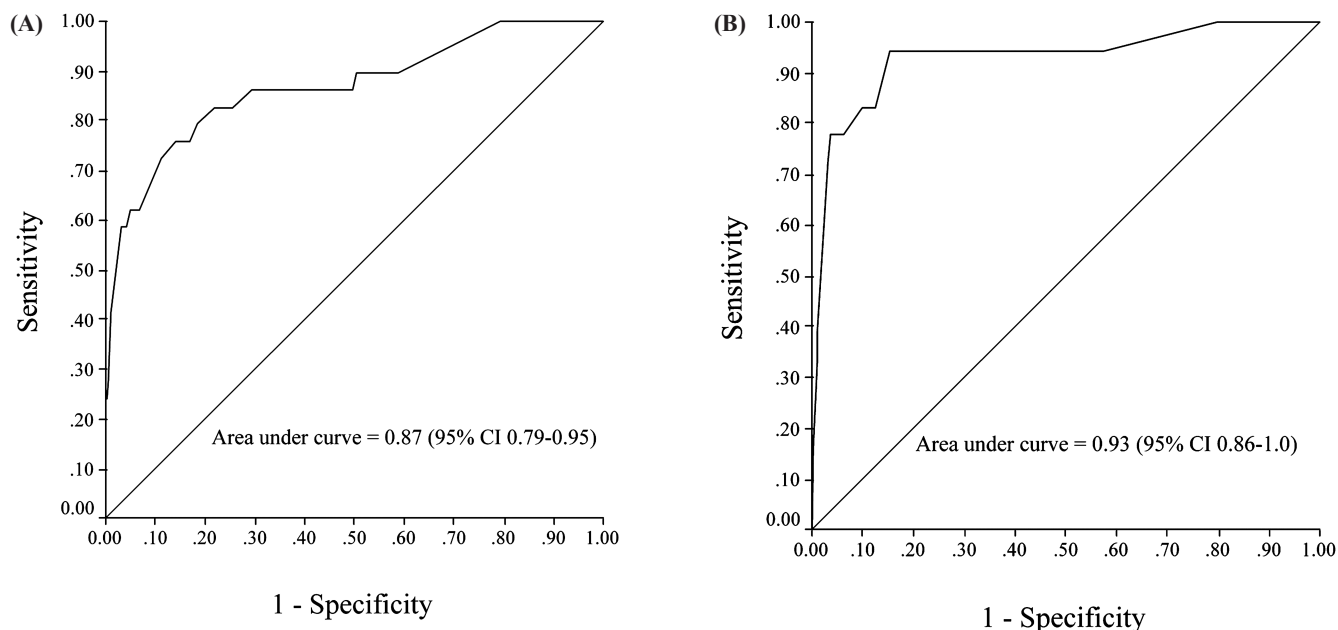 (A)
1.00
.90
.80
.70
.60
.50
.40
.30
.20
.10
0.00
Sensitivity
Area under curve = 0.87 (95% CI 0.79-0.95)
0.00 .10 .20 .30 .40 .50 .60 .70 .80 .90 1.00
1 - Specificity
(B)
1.00
.90
.80
.70
.60
.50
.40
.30
.20
.10
0.00
Sensitivity
Area under curve = 0.93 (95% CI 0.86-1.0)
0.00 .10 .20 .30 .40 .50 .60 .70 .80 .90 1.00
1 - Specificity